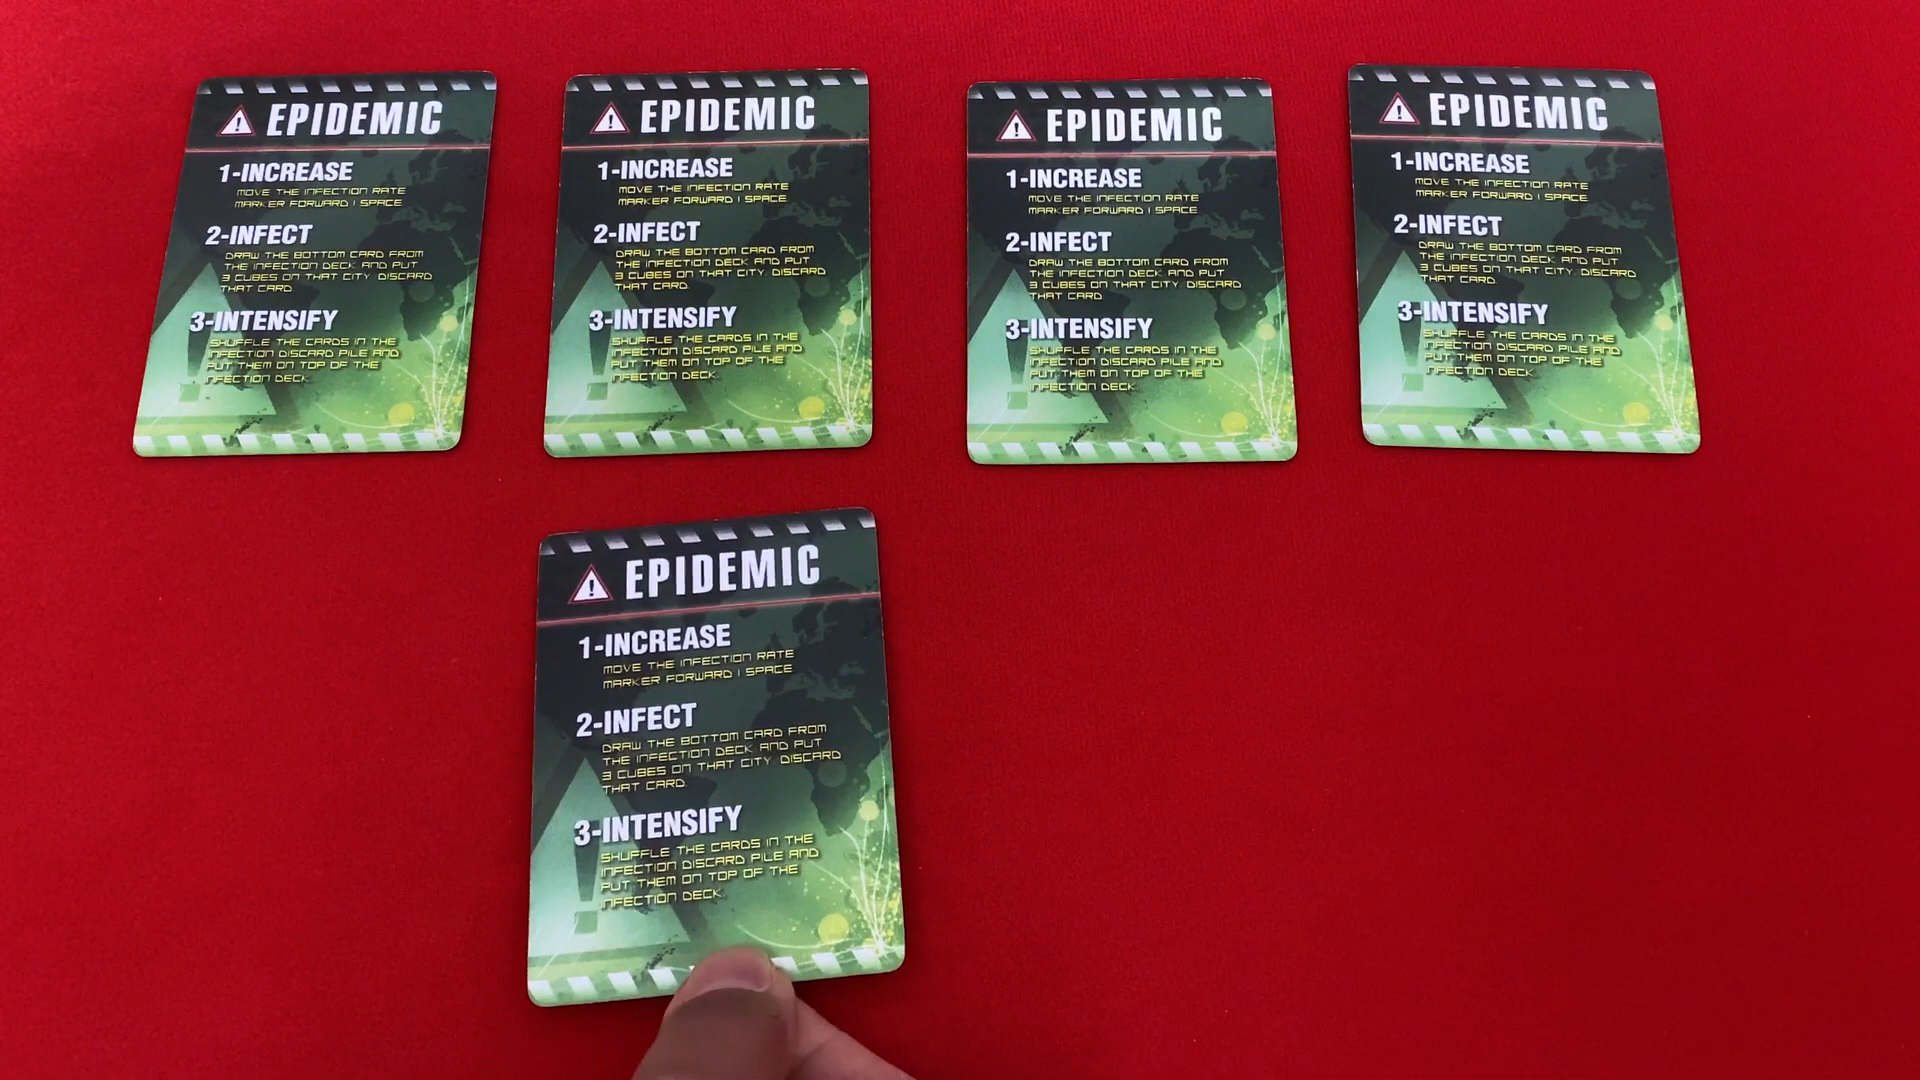 EPIDEMIC
1-INCREASE
MOVE THE INFECTION RATE
MARKER FORWARD 1 SPACE
2-INFECT
DRAW THE BOTTOM CARD FROM
THE INFECTION DECK AND PUT
3 CUBES ON THAT CITY. DISCARD
THAT CARD.
3-INTENSIFY
SHUFFLE THE CARDS IN THE
INFECTION DISCARD PILE AND
PUT THEM ON TOP OF THE
INFECTION DECK.
EPIDEMIC
1-INCREASE
MOVE THE INFECTION RATE
MARKER FORWARD 1 SPACE
2-INFECT
DRAW THE BOTTOM CARD FROM
THE INFECTION DECK AND PUT
3 CUBES ON THAT CITY. DISCARD
THAT CARD.
3-INTENSIFY
SHUFFLE THE CARDS IN THE
INFECTION DISCARD PILE AND
PUT THEM ON TOP OF THE
INFECTION DECK.
EPIDEMIC
1-INCREASE
MOVE THE INFECTION RATE
MARKER FORWARD 1 SPACE
2-INFECT
DRAW THE BOTTOM CARD FROM
THE INFECTION DECK AND PUT
3 CUBES ON THAT CITY. DISCARD
THAT CARD.
3-INTENSIFY
SHUFFLE THE CARDS IN THE
INFECTION DISCARD PILE AND
PUT THEM ON TOP OF THE
INFECTION DECK.
EPIDEMIC
1-INCREASE
MOVE THE INFECTION RATE
MARKER FORWARD 1 SPACE
2-INFECT
DRAW THE BOTTOM CARD FROM
THE INFECTION DECK AND PUT
3 CUBES ON THAT CITY. DISCARD
THAT CARD.
3-INTENSIFY
SHUFFLE THE CARDS IN THE
INFECTION DISCARD PILE AND
PUT THEM ON TOP OF THE
INFECTION DECK.
EPIDEMIC
1-INCREASE
MOVE THE INFECTION RATE
MARKER FORWARD 1 SPACE
2-INFECT
DRAW THE BOTTOM CARD FROM
THE INFECTION DECK AND PUT
3 CUBES ON THAT CITY. DISCARD
THAT CARD.
3-INTENSIFY
SHUFFLE THE CARDS IN THE
INFECTION DISCARD PILE AND
PUT THEM ON TOP OF THE
INFECTION DECK.